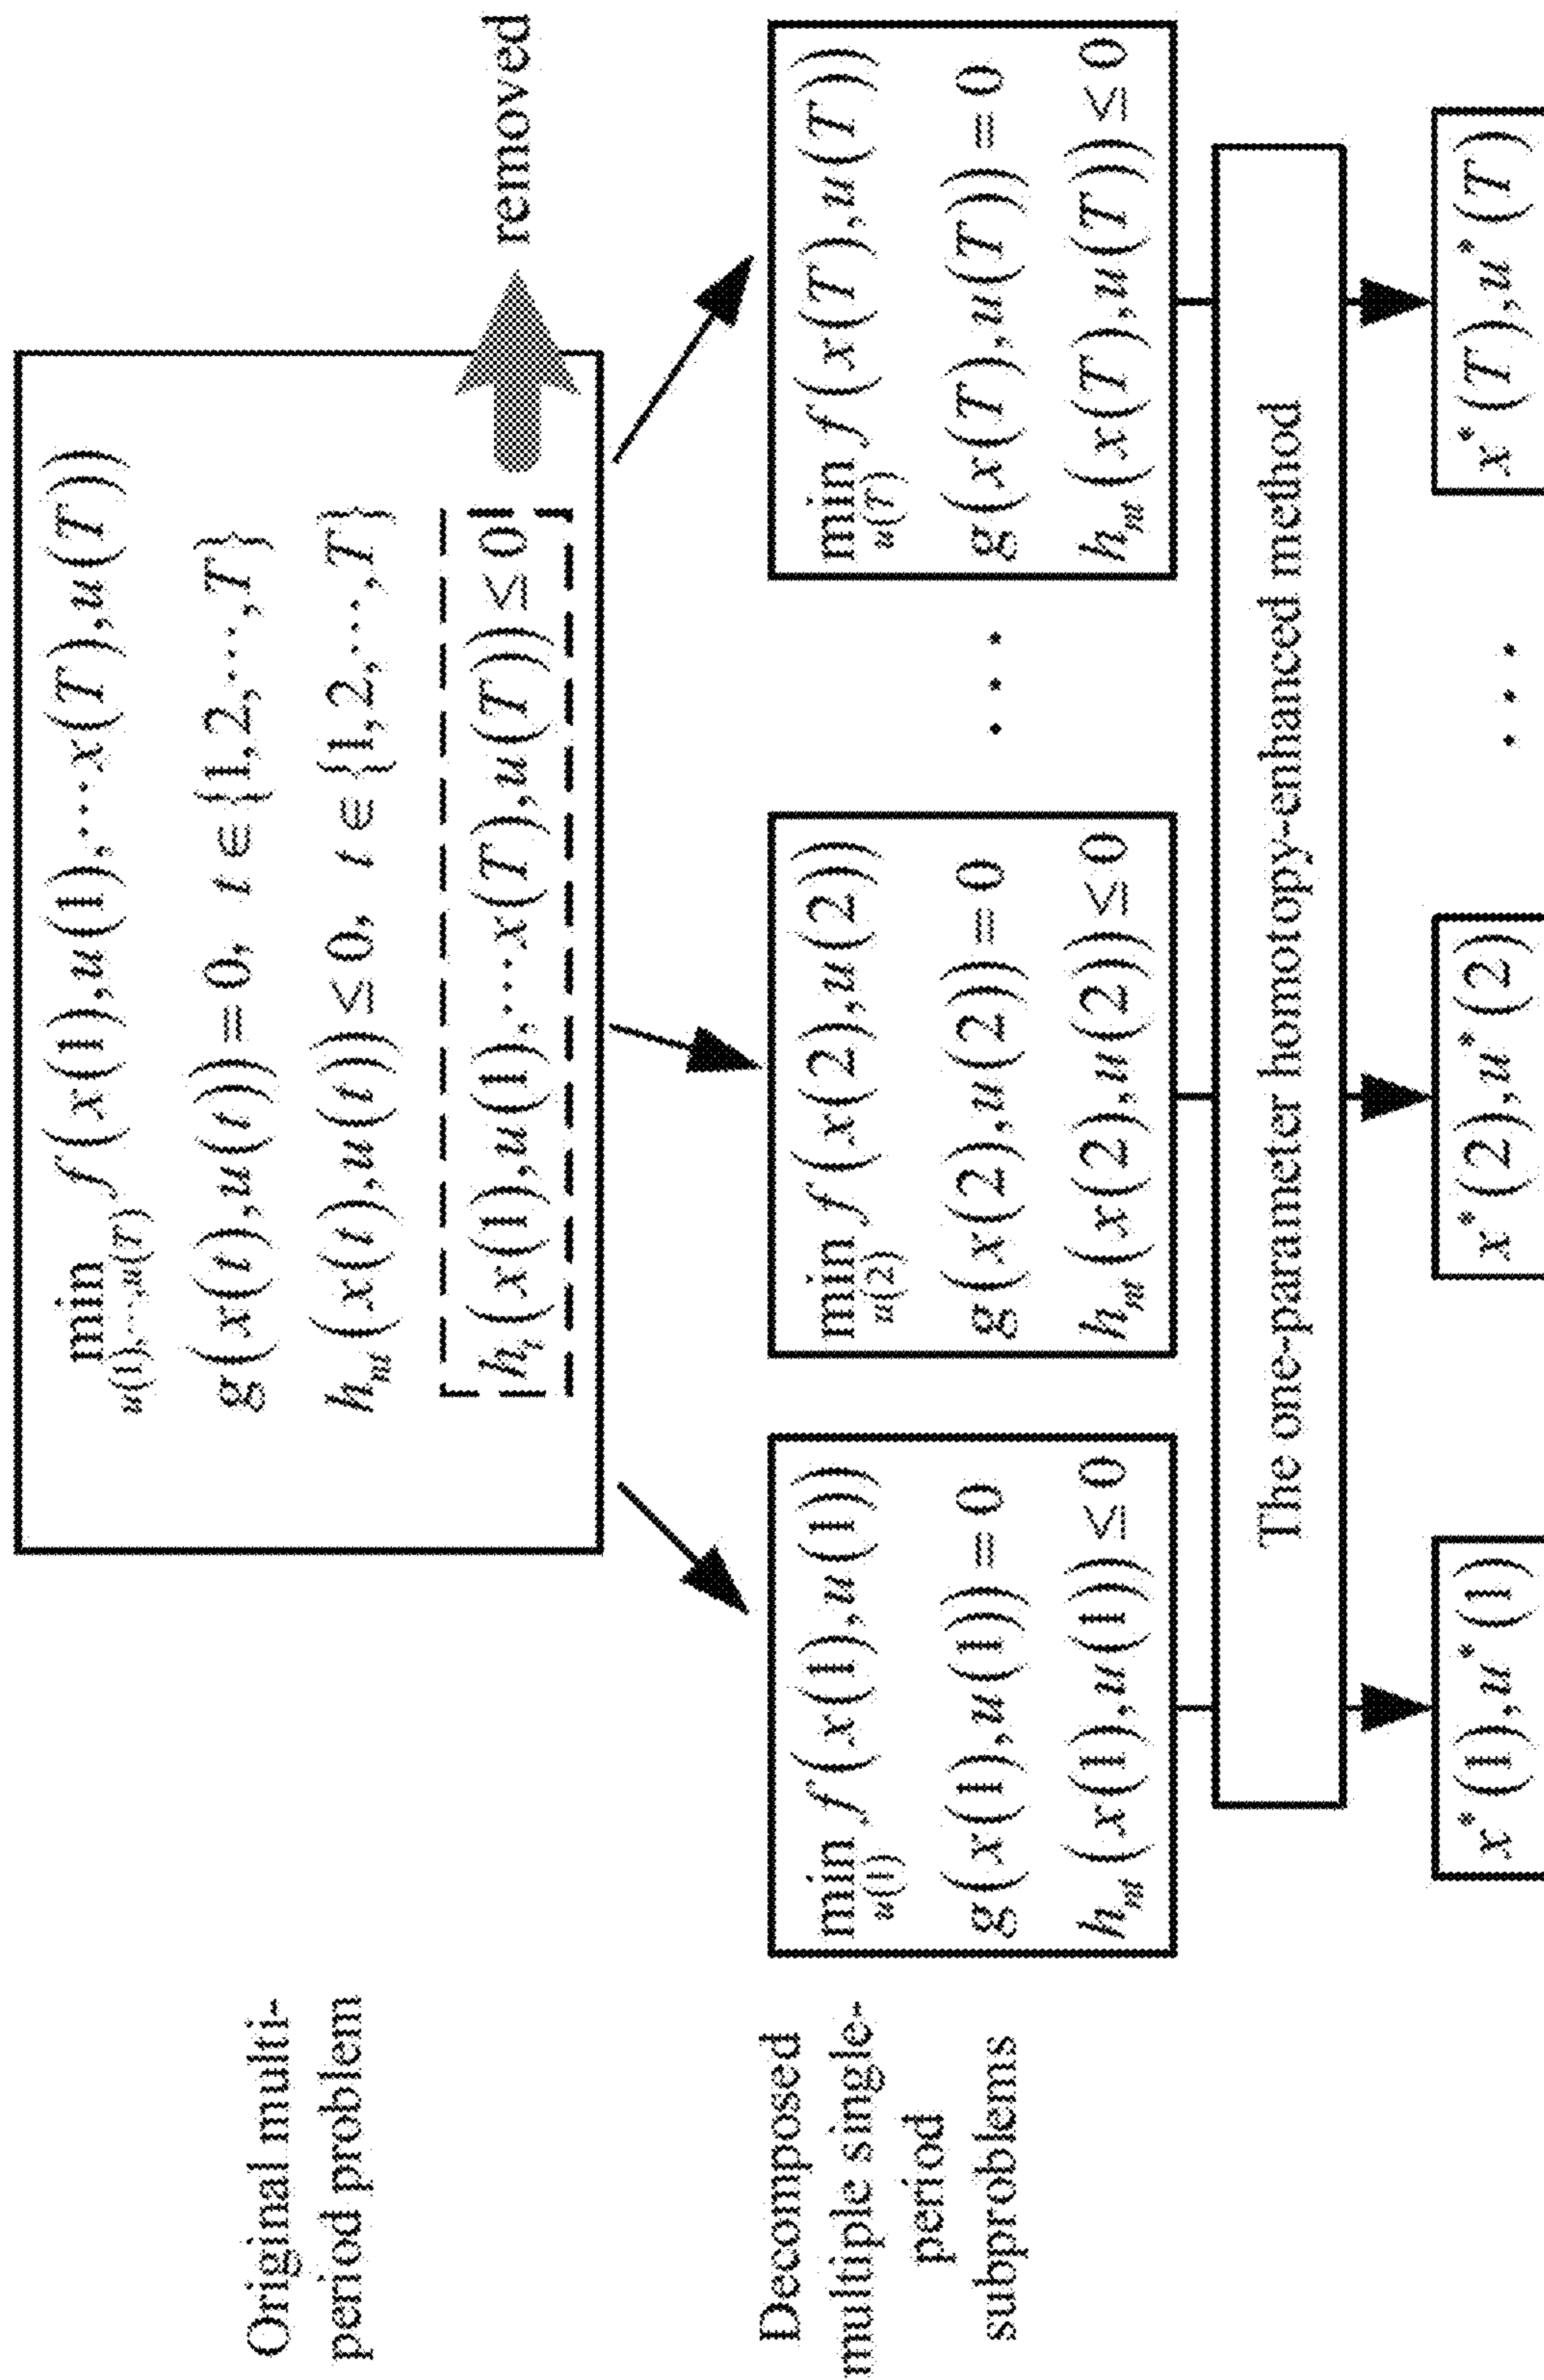 Original multi-
period problem
min f(x(1),u(1),⋯x(T),u(T))
u(1),⋯,u(T)
g(x(t),u(t))=0, t∈{1,2,⋯,T}
h_nt(x(t),u(t))≤0, t∈{1,2,⋯,T}
h_t(x(1),u(1),⋯x(T),u(T))≤0
removed
Decomposed
multiple single-
period
subproblems
min f(x(1),u(1))
u(1)
g(x(1),u(1))=0
h_nt(x(1),u(1))≤0
min f(x(2),u(2))
u(2)
g(x(2),u(2))=0
h_nt(x(2),u(2))≤0
• • •
min f(x(T),u(T))
u(T)
g(x(T),u(T))=0
h_nt(x(T),u(T))≤0
The one-parameter homotopy-enhanced method
x*(1),u*(1)
x*(2),u*(2)
• • •
x*(T),u*(T)